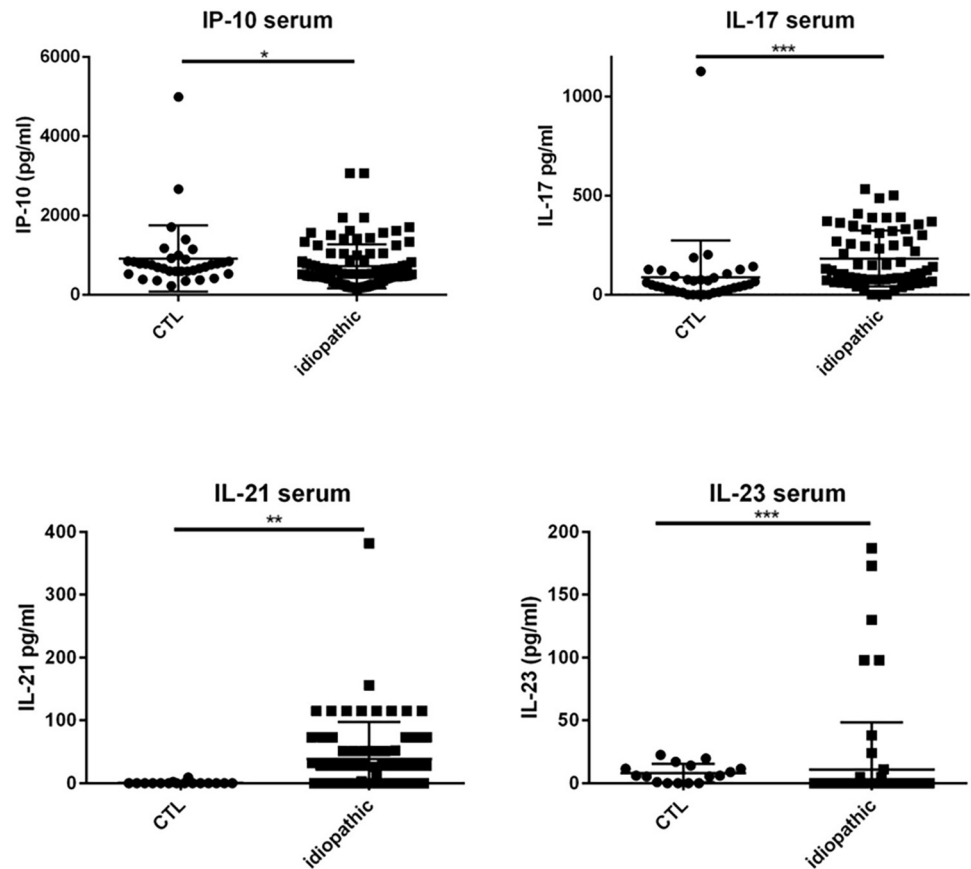 IP-10 serum
*
6000
4000
2000
0
IP-10 (pg/ml)
CTL
idiopathic
IL-17 serum
***
1000
500
0
IL-17 pg/ml
CTL
idiopathic
IL-21 serum
**
400
300
200
100
0
IL-21 pg/ml
CTL
idiopathic
IL-23 serum
***
200
150
100
50
0
IL-23 (pg/ml)
CTL
idiopathic